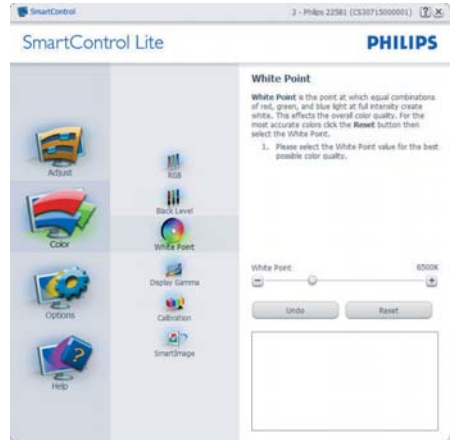 SmartControl
2 - Philips 225B1 (CS30715000001)
SmartControl Lite
PHILIPS
Adjust
Color
Options
Help
RGB
Black Level
White Point
Display Gamma
Calibration
SmartImage
White Point
White Point is the point at which equal combinations
of red, green, and blue light at full intensity create
white. This effects the overall color quality. For the
most accurate colors click the Reset button then
select the White Point.
1. Please select the White Point value for the best
possible color quality.
White Point 6500K
Undo Reset